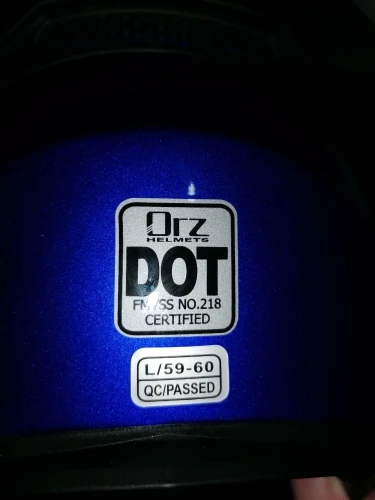 Orz
HELMETS
DOT
FMVSS NO.218
CERTIFIED
L/59-60
QC/PASSED